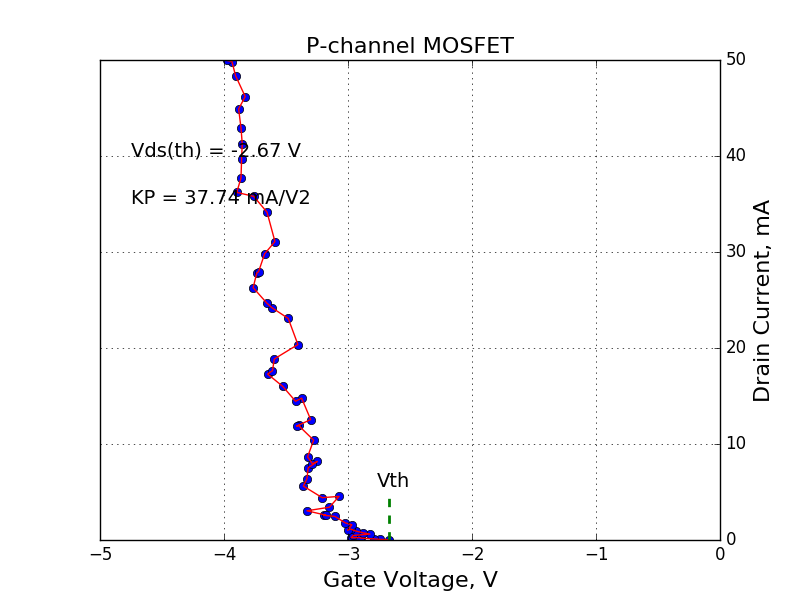 P-channel MOSFET
50
Vds(th) = -2.67 V
40
KP = 37.74 mA/V2
30
20
10
Vth
0
Drain Current, mA
−5 −4 −3 −2 −1 0
Gate Voltage, V